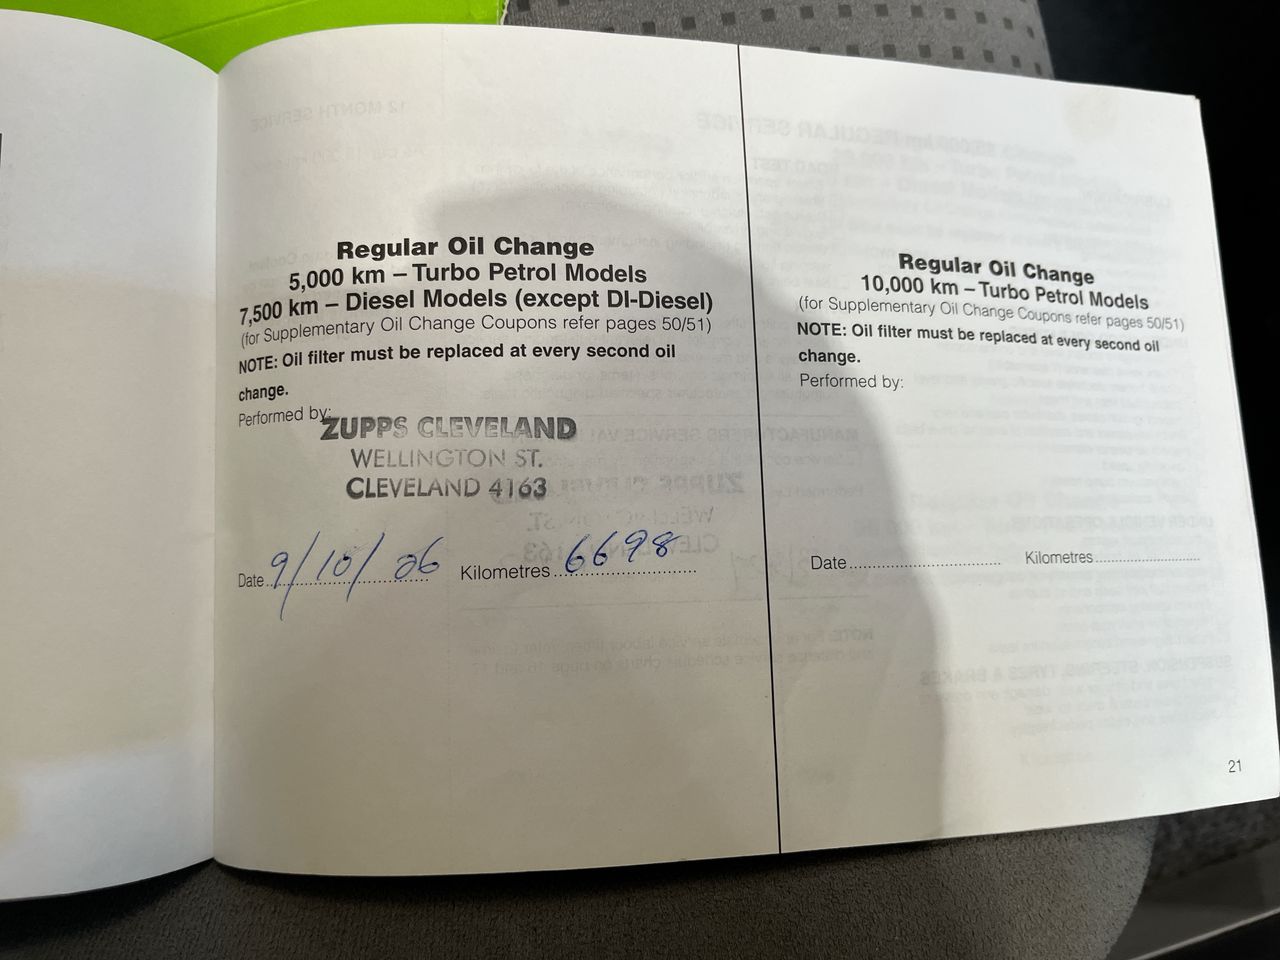 Regular Oil Change
5,000 km – Turbo Petrol Models
7,500 km – Diesel Models (except DI-Diesel)
(for Supplementary Oil Change Coupons refer pages 50/51)
NOTE: Oil filter must be replaced at every second oil
change.
Performed by:
ZUPPS CLEVELAND
WELLINGTON ST.
CLEVELAND 4163
Date 9/10/06 Kilometres 6698
Regular Oil Change
10,000 km – Turbo Petrol Models
(for Supplementary Oil Change Coupons refer pages 50/51)
NOTE: Oil filter must be replaced at every second oil
change.
Performed by:
Date Kilometres
21